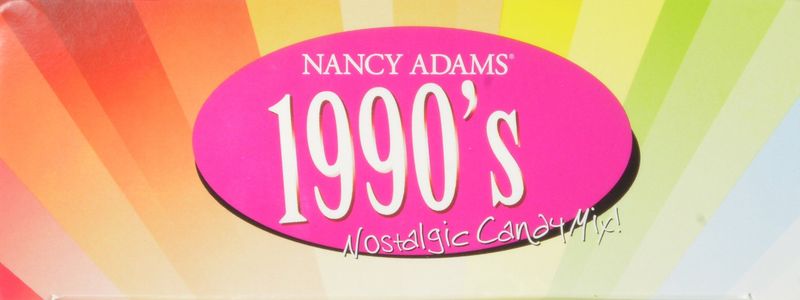 NANCY ADAMS®
1990's
Nostalgic Candy Mix!